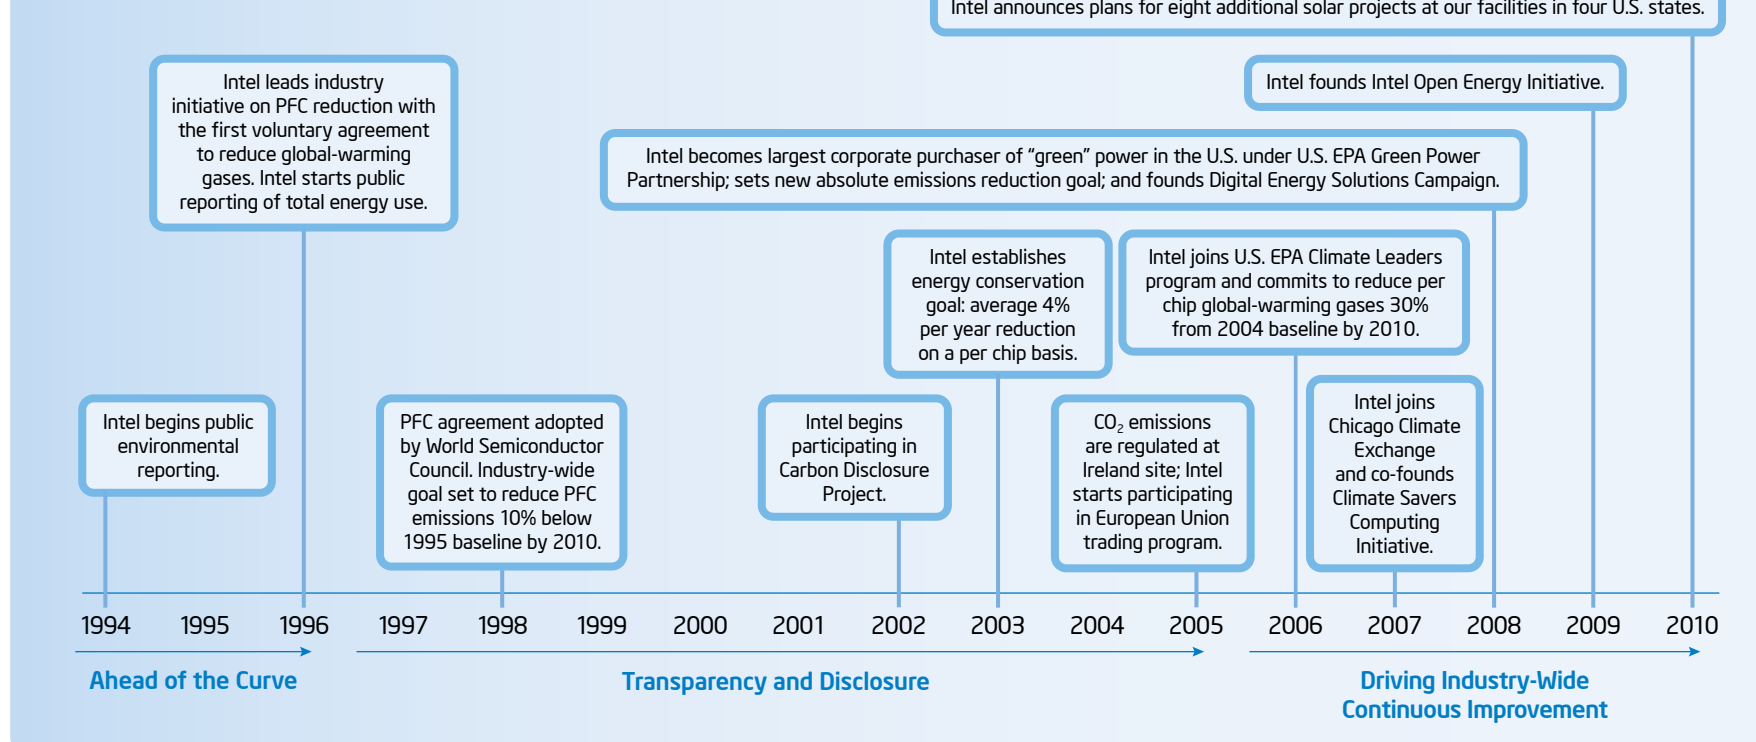 Intel announces plans for eight additional solar projects at our facilities in four U.S. states.
Intel leads industry
initiative on PFC reduction with
the first voluntary agreement
to reduce global-warming
gases. Intel starts public
reporting of total energy use.
Intel founds Intel Open Energy Initiative.
Intel becomes largest corporate purchaser of “green” power in the U.S. under U.S. EPA Green Power
Partnership; sets new absolute emissions reduction goal; and founds Digital Energy Solutions Campaign.
Intel establishes
energy conservation
goal: average 4%
per year reduction
on a per chip basis.
Intel joins U.S. EPA Climate Leaders
program and commits to reduce per
chip global-warming gases 30%
from 2004 baseline by 2010.
Intel begins public
environmental
reporting.
PFC agreement adopted
by World Semiconductor
Council. Industry-wide
goal set to reduce PFC
emissions 10% below
1995 baseline by 2010.
Intel begins
participating in
Carbon Disclosure
Project.
CO₂ emissions
are regulated at
Ireland site; Intel
starts participating
in European Union
trading program.
Intel joins
Chicago Climate
Exchange
and co-founds
Climate Savers
Computing
Initiative.
1994 1995 1996 1997 1998 1999 2000 2001 2002 2003 2004 2005 2006 2007 2008 2009 2010
Ahead of the Curve
Transparency and Disclosure
Driving Industry-Wide
Continuous Improvement